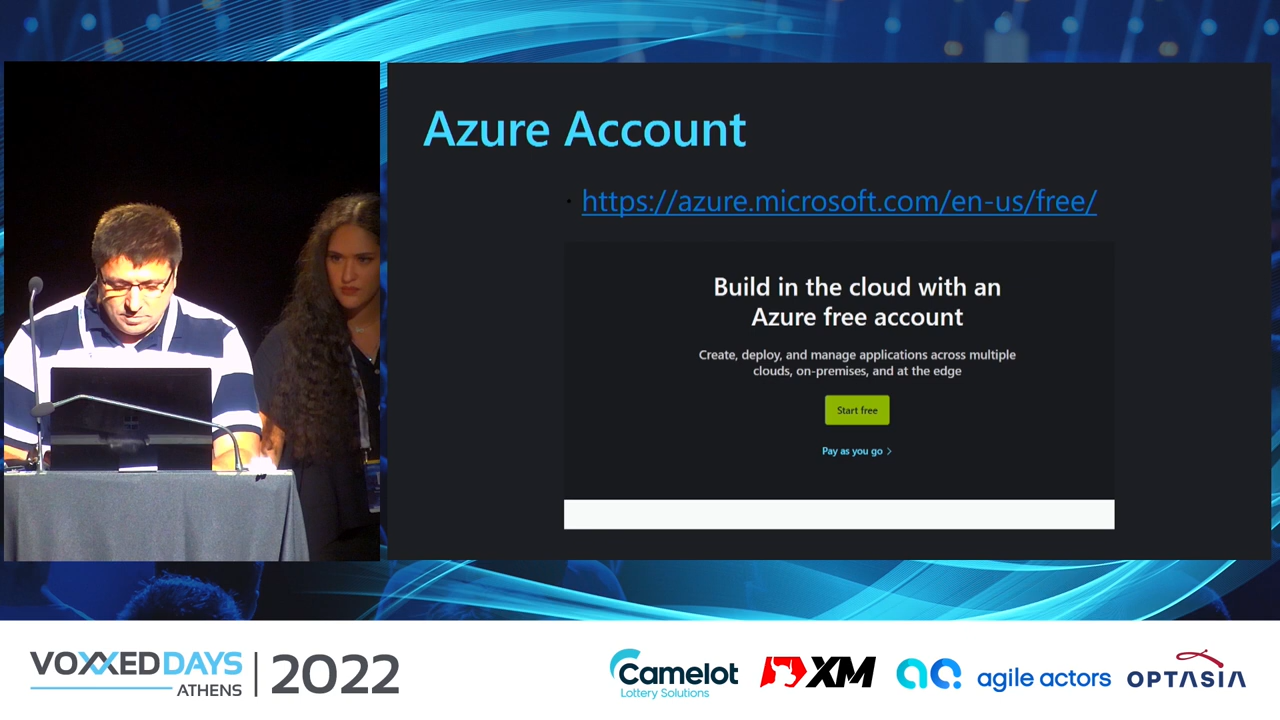 Azure Account
· https://azure.microsoft.com/en-us/free/
Build in the cloud with an
Azure free account
Create, deploy, and manage applications across multiple
clouds, on-premises, and at the edge
Start free
Pay as you go >
VOXXED DAYS
ATHENS
2022
Camelot
Lottery Solutions
XM
agile actors
OPTASIA